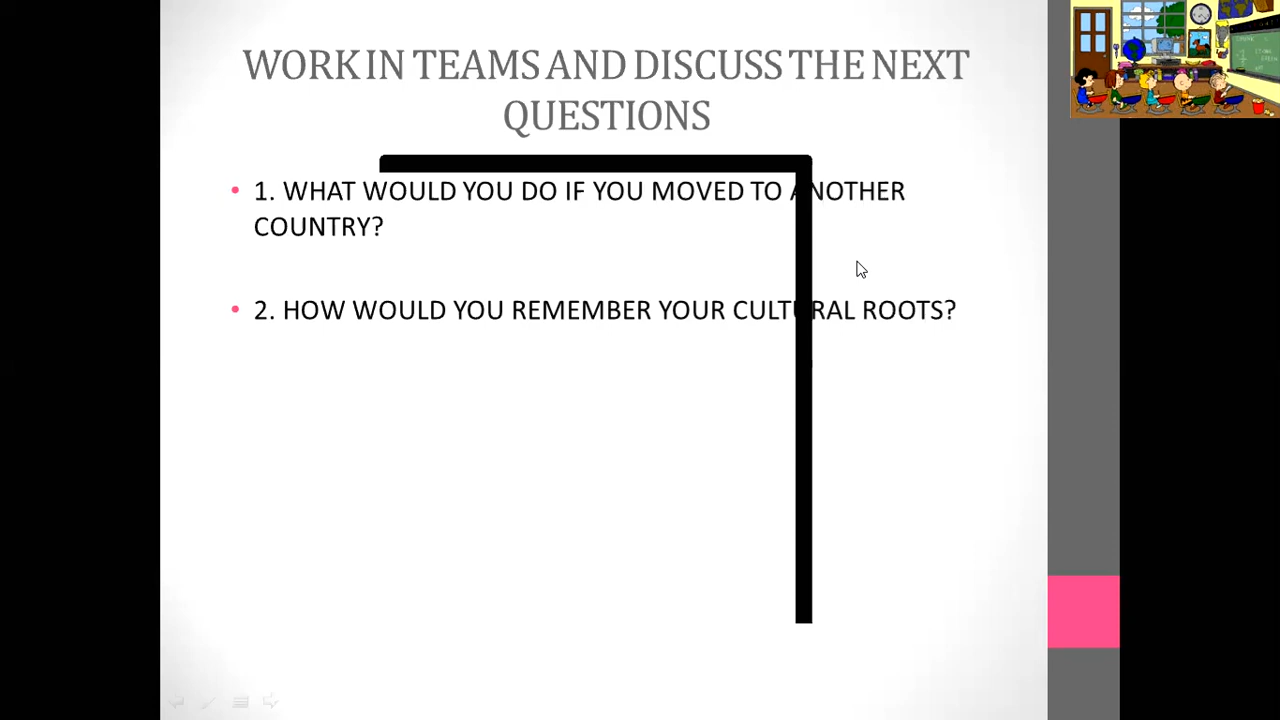 WORK IN TEAMS AND DISCUSS THE NEXT
QUESTIONS
• 1. WHAT WOULD YOU DO IF YOU MOVED TO ANOTHER
COUNTRY?
• 2. HOW WOULD YOU REMEMBER YOUR CULTURAL ROOTS?